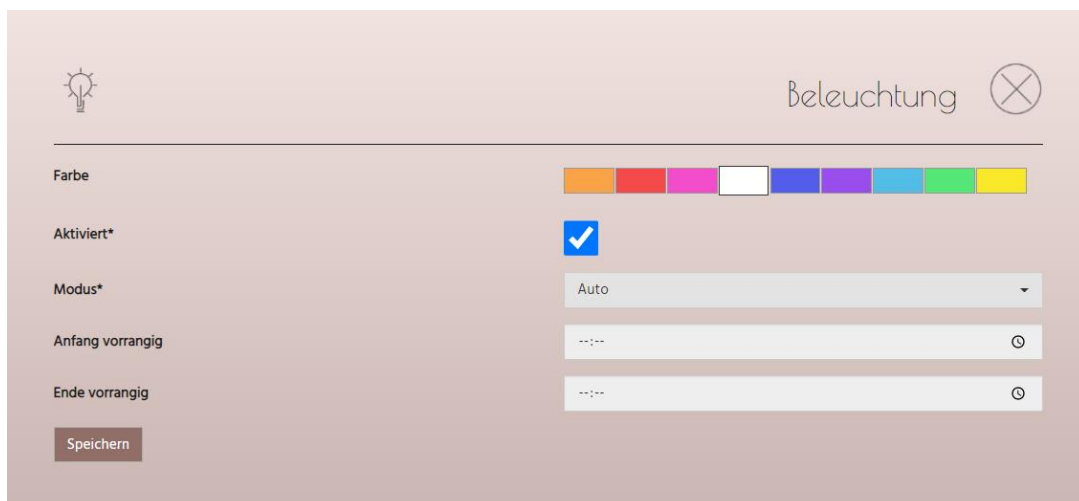 Beleuchtung
Farbe
Aktiviert*
Modus*
Auto
Anfang vorrangig
--:--
Ende vorrangig
--:--
Speichern